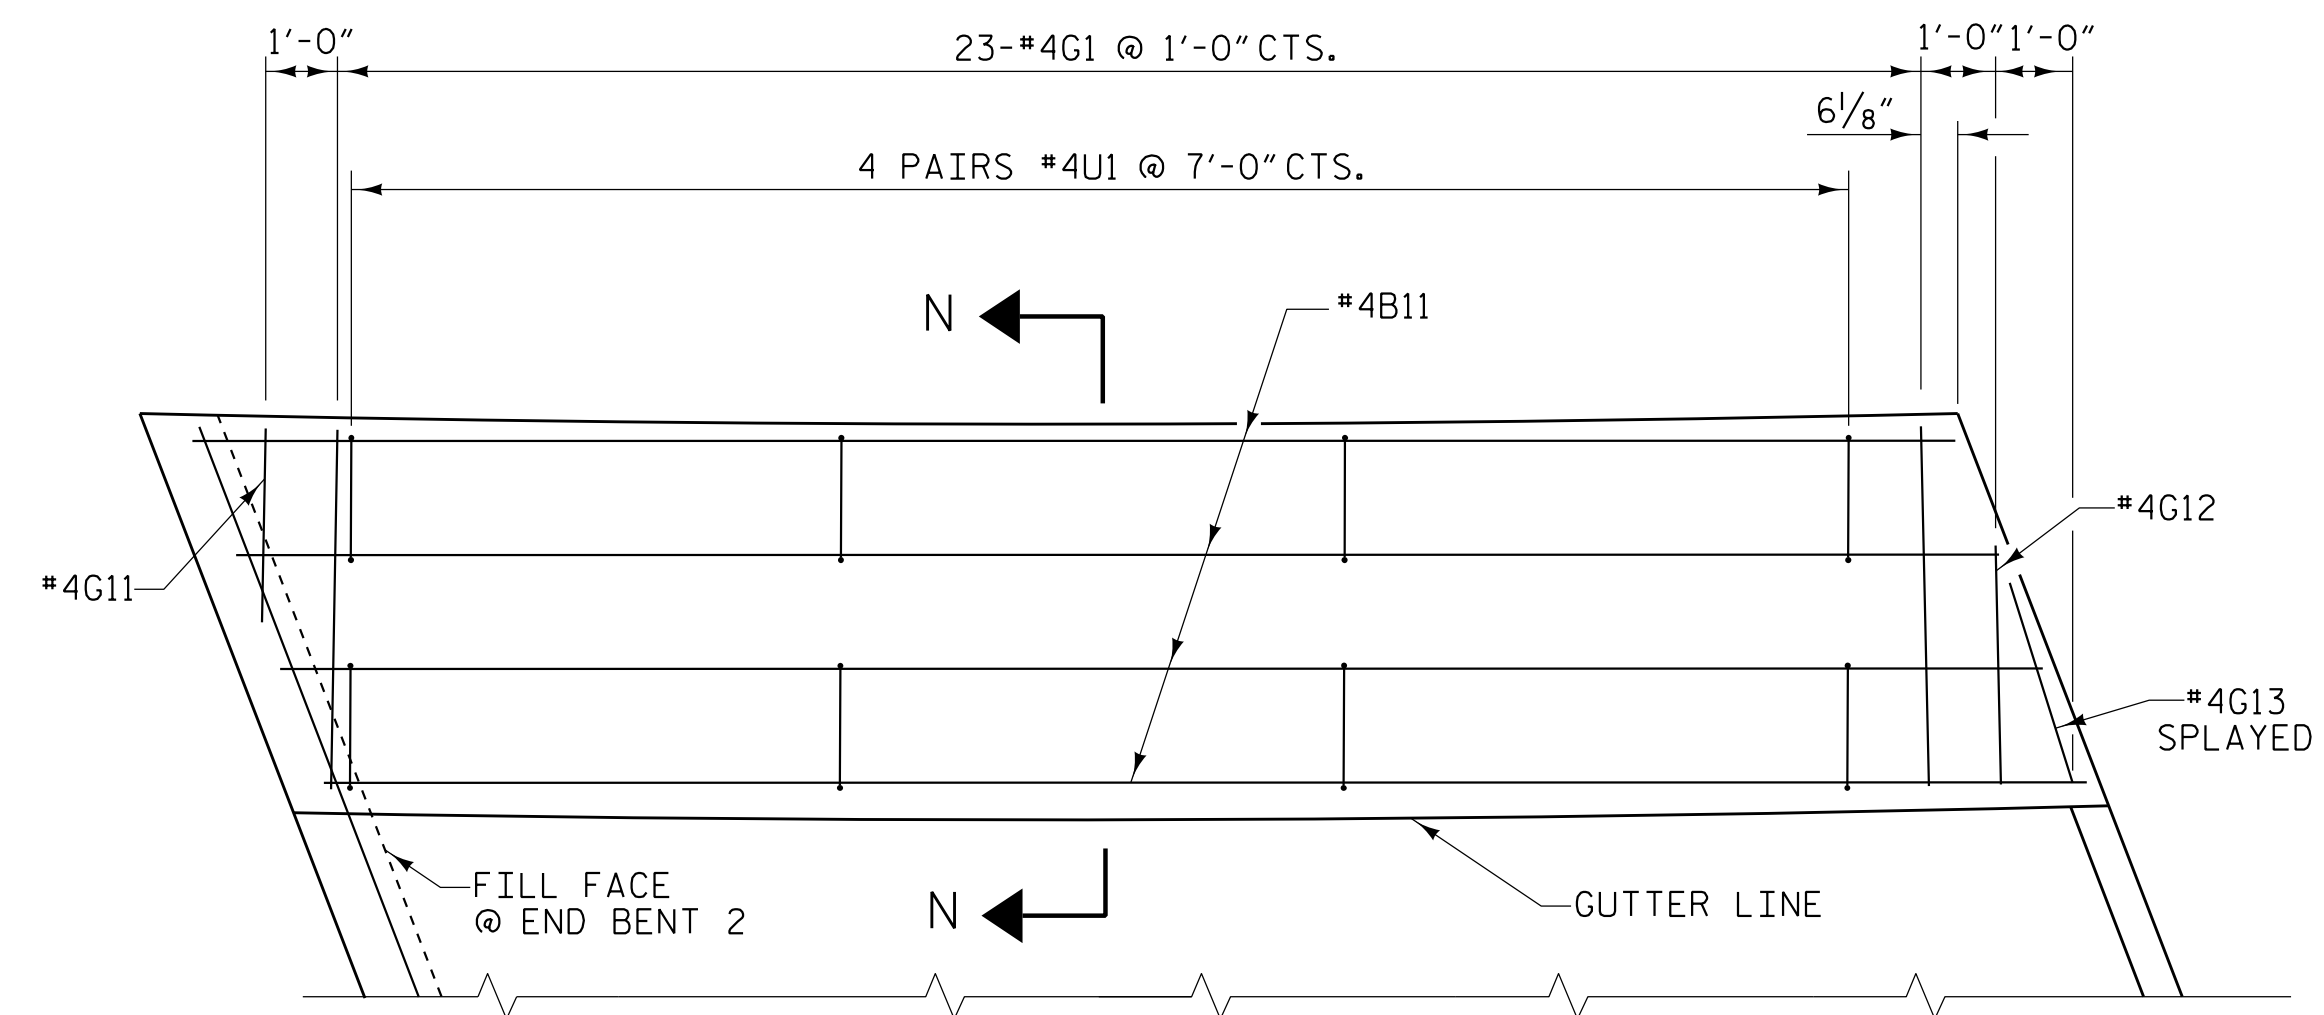 1'-0"
23-#4G1 @ 1'-0" CTS.
1'-0" 1'-0"
6 1/8"
4 PAIRS #4U1 @ 7'-0" CTS.
N
#4B11
#4G12
#4G11
#4G13
SPLAYED
FILL FACE
@ END BENT 2
N
GUTTER LINE